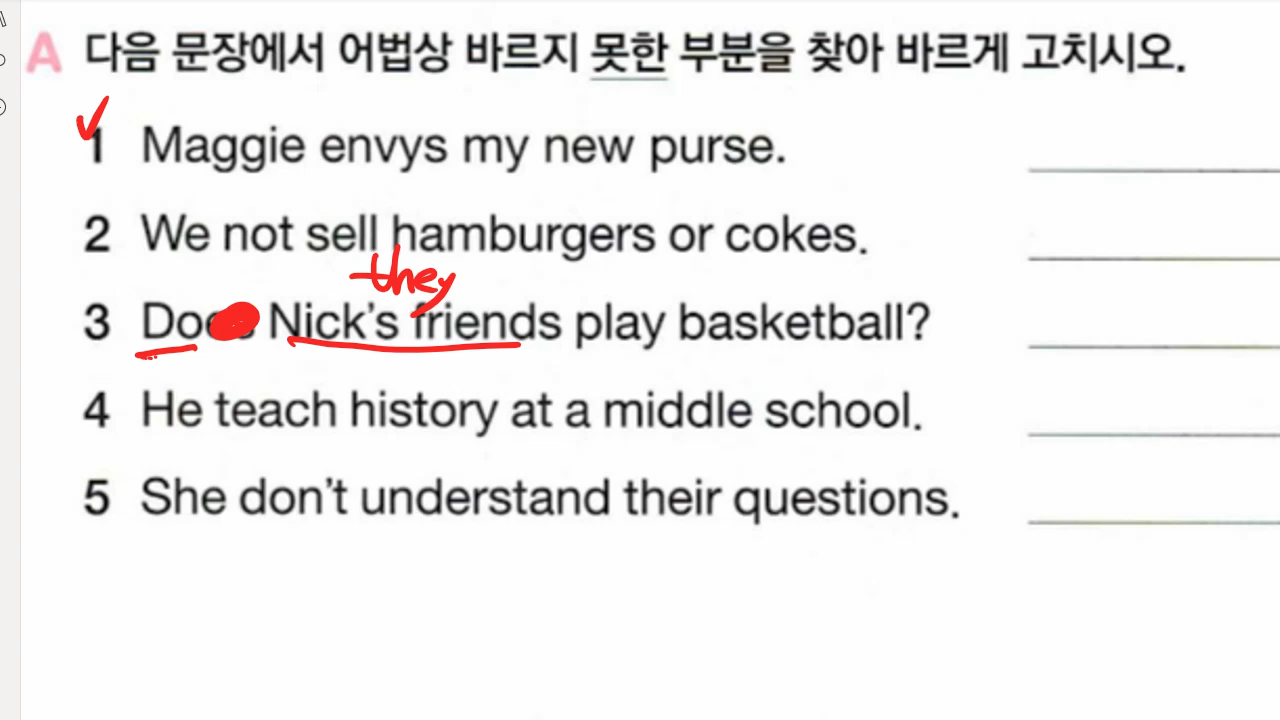 A 다음 문장에서 어법상 바르지 못한 부분을 찾아 바르게 고치시오.
1 Maggie envys my new purse.
2 We not sell hamburgers or cokes.
they
3 Does Nick's friends play basketball?
4 He teach history at a middle school.
5 She don't understand their questions.